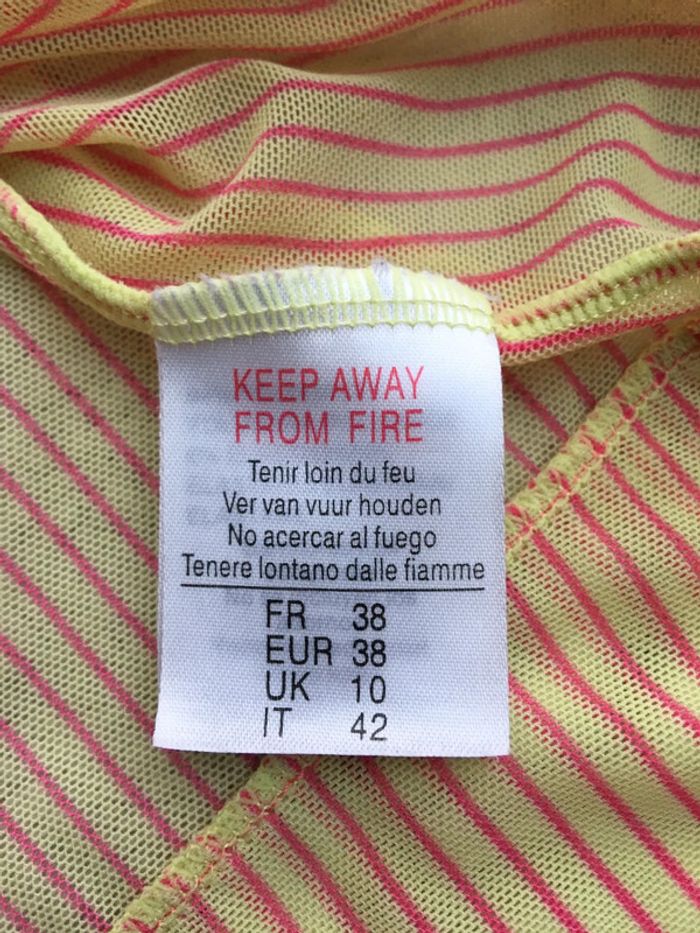 KEEP AWAY
FROM FIRE
Tenir loin du feu
Ver van vuur houden
No acercar al fuego
Tenere lontano dalle fiamme
FR 38
EUR 38
UK 10
IT 42